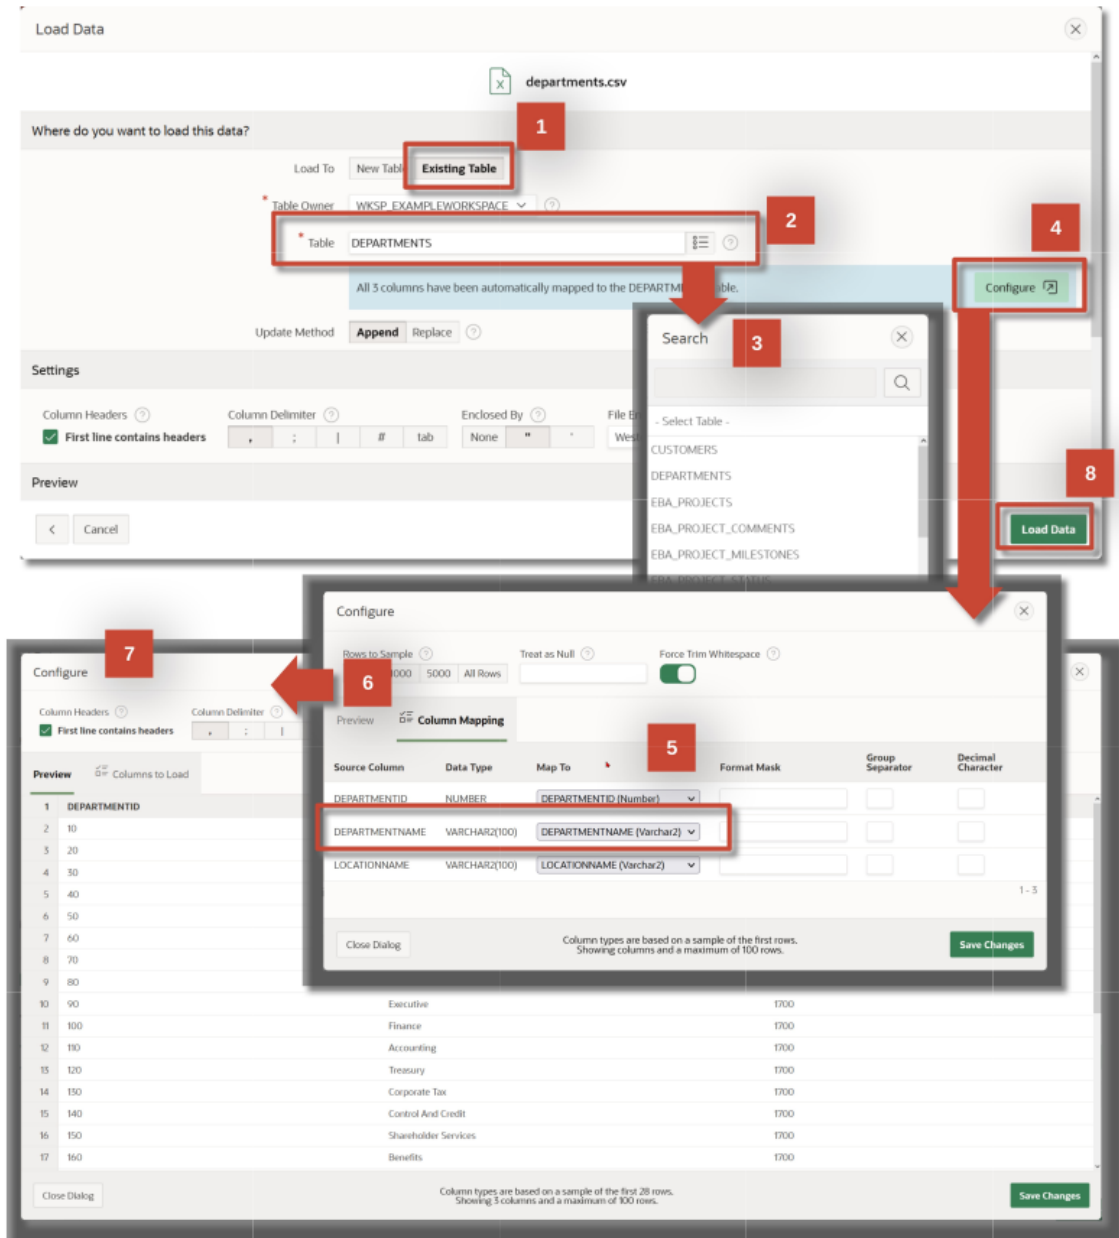 Load Data
X departments.csv
1
Where do you want to load this data?
Load To New Table Existing Table
* Table Owner WKSP_EXAMPLEWORKSPACE ?
2
* Table DEPARTMENTS ?
4
All 3 columns have been automatically mapped to the DEPARTM
Configure
Update Method Append Replace ?
Search
3
Settings
Column Headers ? Column Delimiter ? Enclosed By ? File
First line contains headers , ; | # tab None " ' West
- Select Table -
CUSTOMERS
DEPARTMENTS
EBA_PROJECTS
EBA_PROJECT_COMMENTS
EBA_PROJECT_MILESTONES
EBA_PROJECT_STATUS
Preview
8
< Cancel
Load Data
Configure
Rows to Sample ? Treat as Null ? Force Trim Whitespace ?
5000 All Rows
6
Preview Column Mapping
5
Source Column Data Type Map To Format Mask Group Separator Decimal Character
DEPARTMENTID NUMBER DEPARTMENTID (Number)
DEPARTMENTNAME VARCHAR2(100) DEPARTMENTNAME (Varchar2)
LOCATIONNAME VARCHAR2(100) LOCATIONNAME (Varchar2)
1 - 3
Close Dialog
Column types are based on a sample of the first rows.
Showing columns and a maximum of 100 rows.
Save Changes
7
Configure
Column Headers ? Column Delimiter ?
First line contains headers , ; |
Preview Columns to Load
1 DEPARTMENTID
2 10
3 20
4 30
5 40
6 50
7 60
8 70
9 80
10 90 Executive 1700
11 100 Finance 1700
12 110 Accounting 1700
13 120 Treasury 1700
14 130 Corporate Tax 1700
15 140 Control And Credit 1700
16 150 Shareholder Services 1700
17 160 Benefits 1700
Close Dialog
Column types are based on a sample of the first 28 rows.
Showing 3 columns and a maximum of 100 rows.
Save Changes